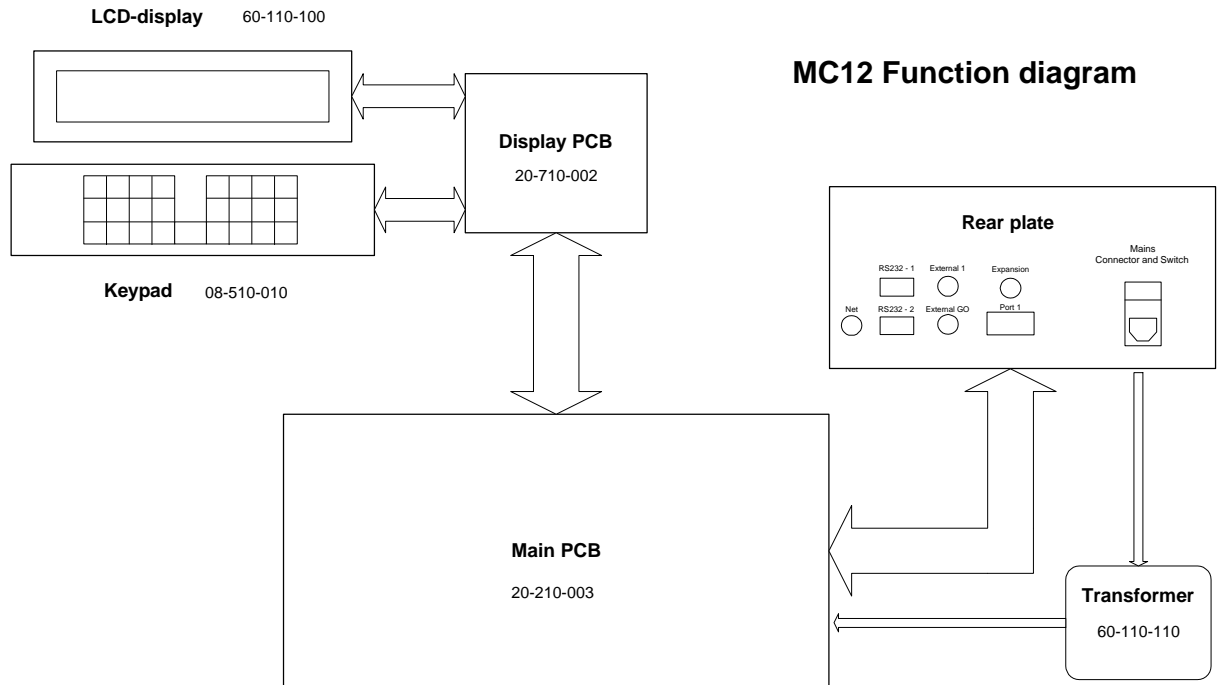 LCD-display 60-110-100
MC12 Function diagram
Display PCB
20-710-002
Keypad 08-510-010
Rear plate
Mains
Connector and Switch
RS232 - 1 External 1 Expansion
Net RS232 - 2 External GO Port 1
Main PCB
20-210-003
Transformer
60-110-110